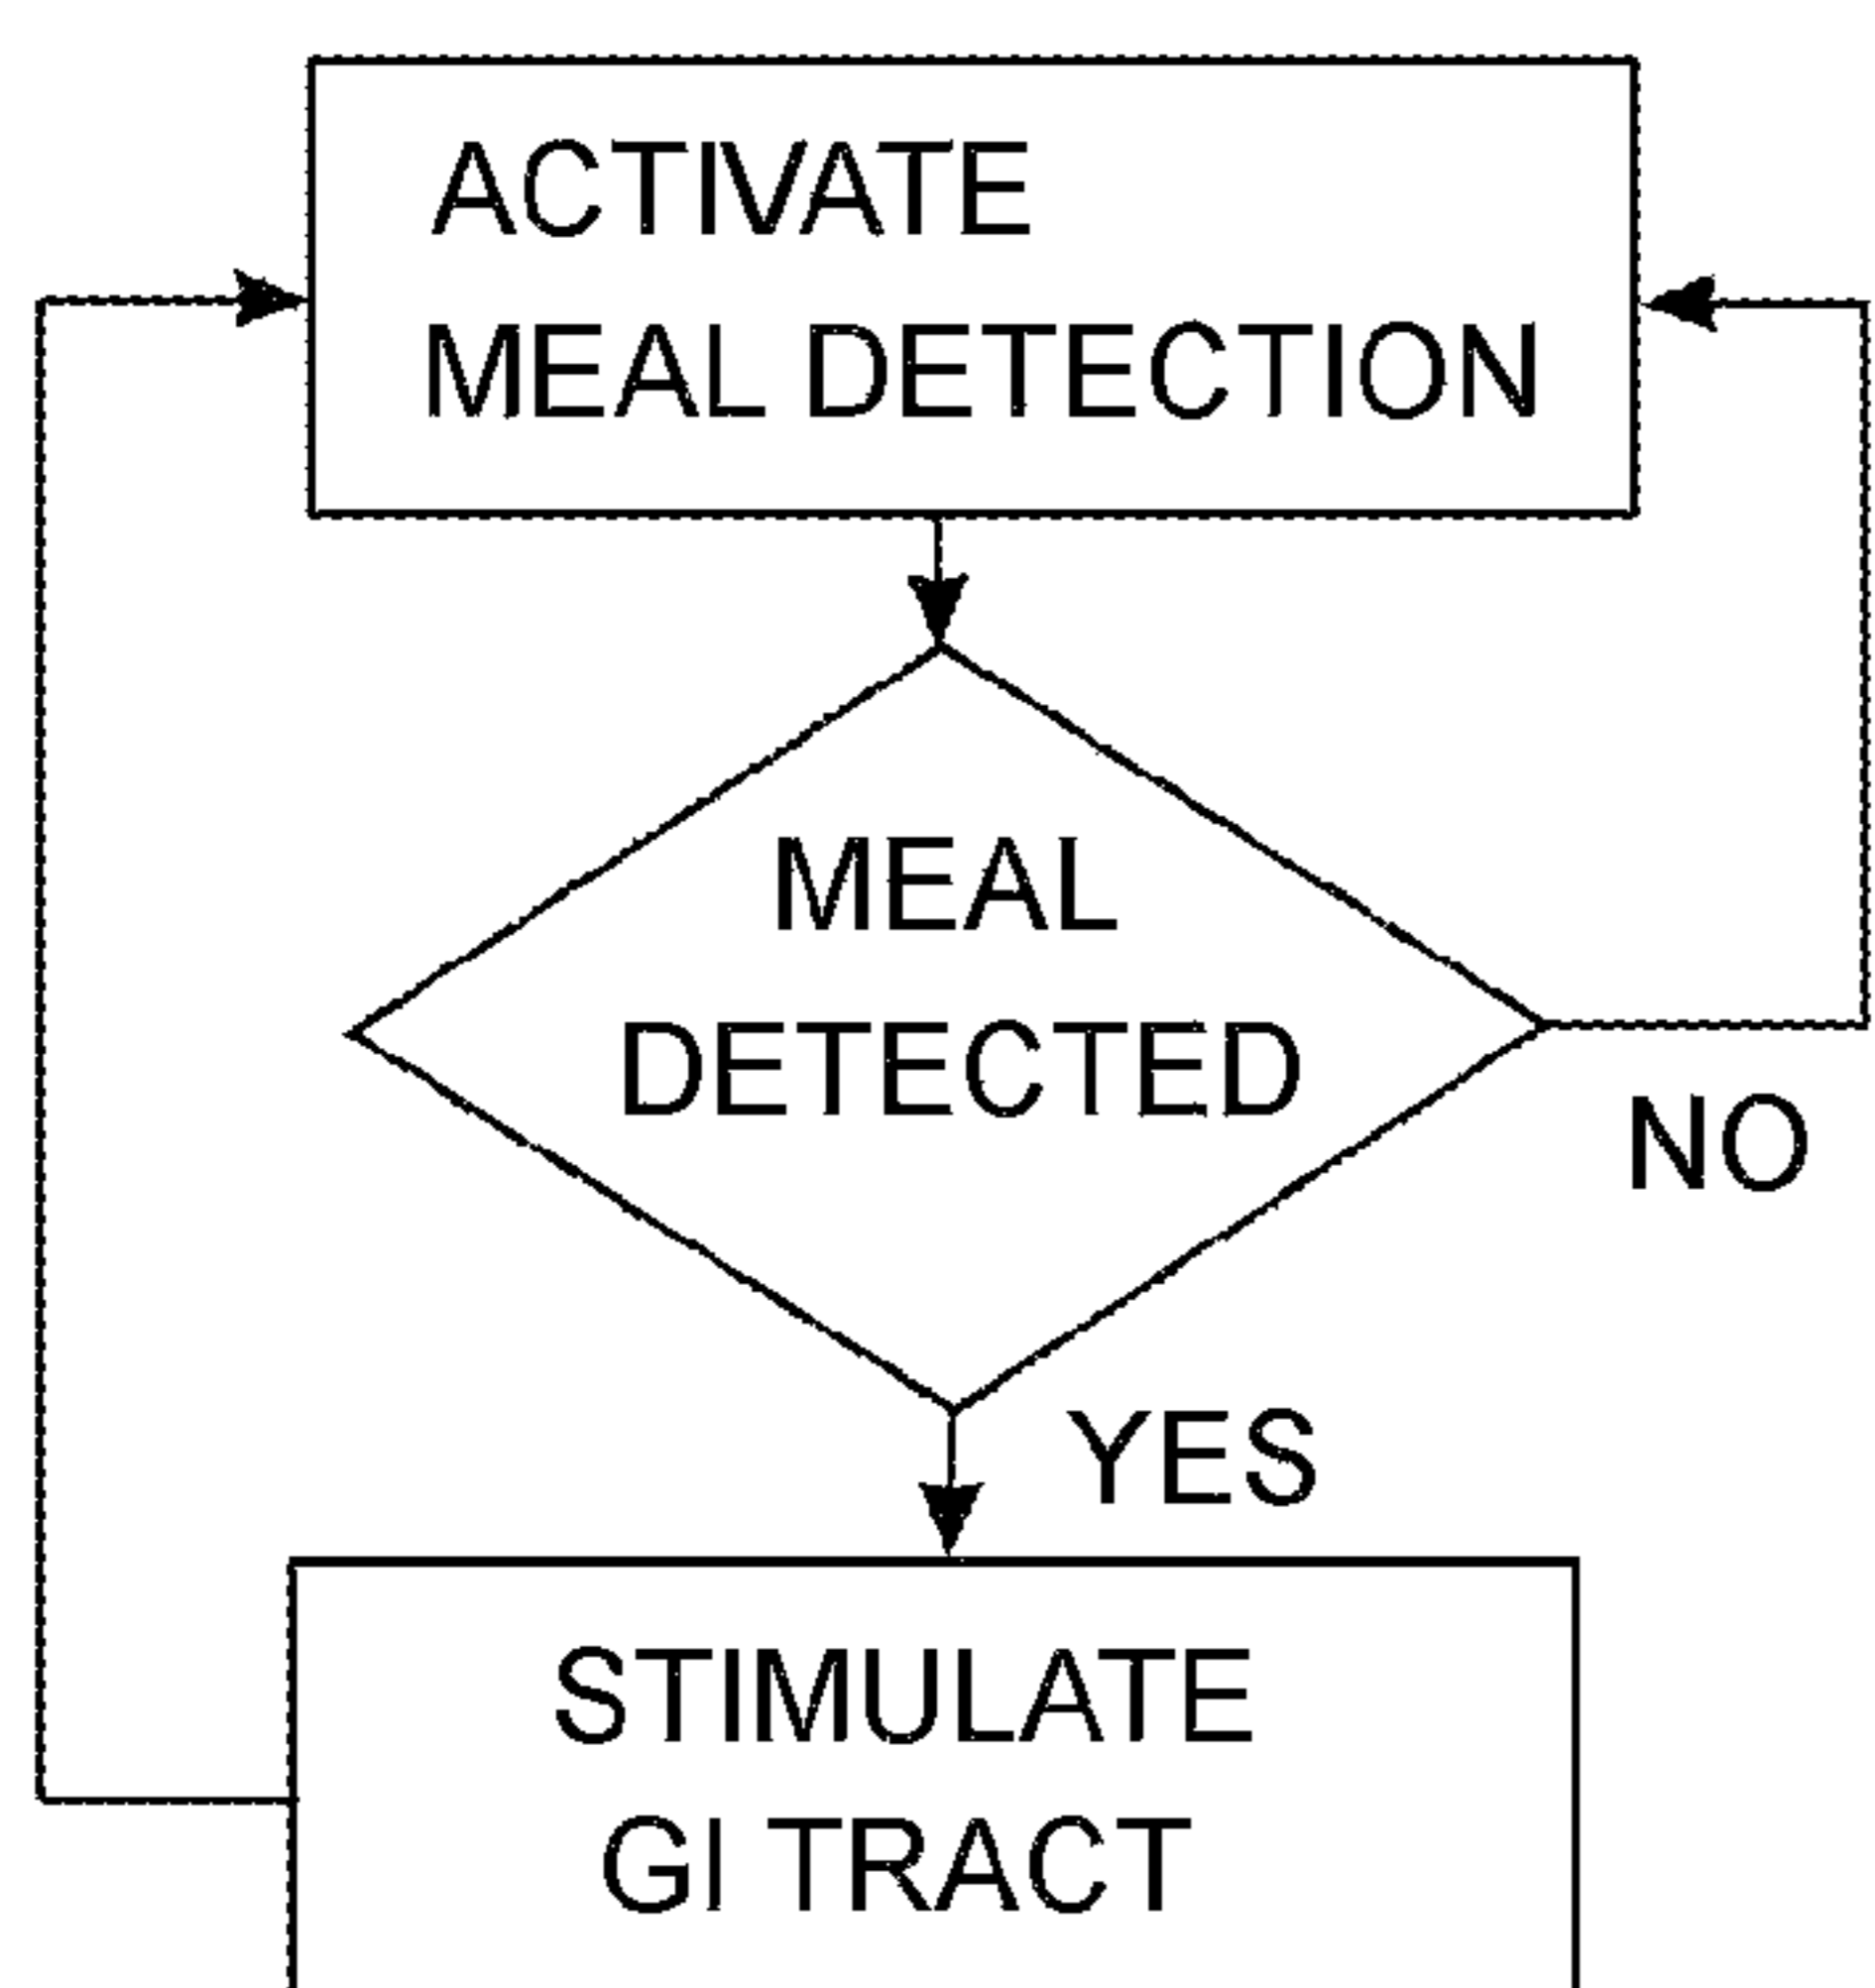 ACTIVATE
MEAL DETECTION
MEAL
DETECTED
NO
YES
STIMULATE
GI TRACT